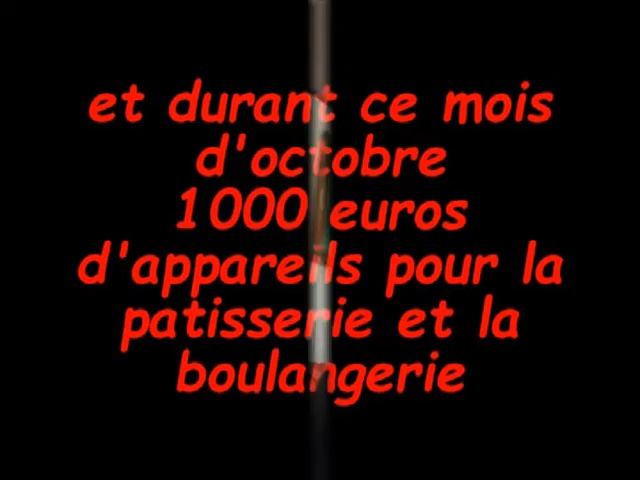 et durant ce mois
d'octobre
1000 euros
d'appareils pour la
patisserie et la
boulangerie